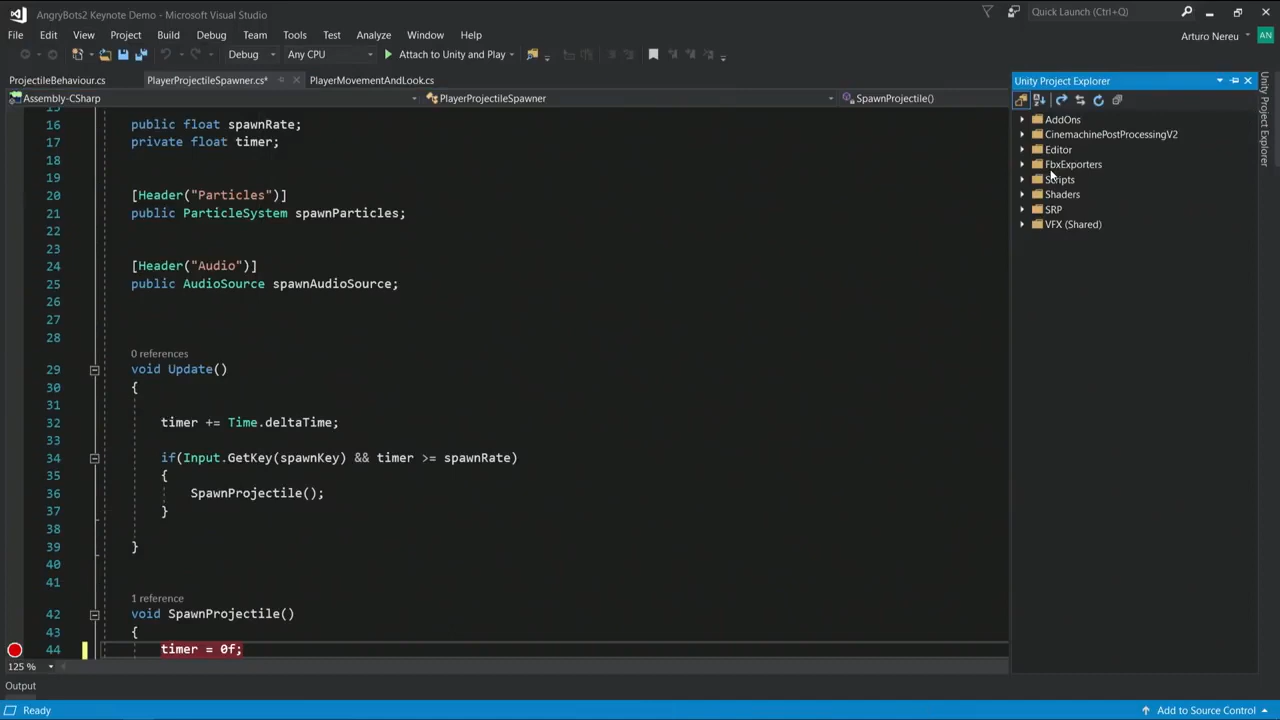 AngryBots2 Keynote Demo - Microsoft Visual Studio
Quick Launch (Ctrl+Q)
File Edit View Project Build Debug Team Tools Test Analyze Window Help
Arturo Nereu AN
Debug Any CPU Attach to Unity and Play
ProjectileBehaviour.cs PlayerProjectileSpawner.cs* PlayerMovementAndLook.cs
Assembly-CSharp PlayerProjectileSpawner SpawnProjectile()
16 public float spawnRate;
17 private float timer;
18
19
20 [Header("Particles")]
21 public ParticleSystem spawnParticles;
22
23
24 [Header("Audio")]
25 public AudioSource spawnAudioSource;
26
27
28
0 references
29 void Update()
30 {
31
32 timer += Time.deltaTime;
33
34 if(Input.GetKey(spawnKey) && timer >= spawnRate)
35 {
36 SpawnProjectile();
37 }
38
39 }
40
41
1 reference
42 void SpawnProjectile()
43 {
44 timer = 0f;
125 %
Output
Ready
Add to Source Control
Unity Project Explorer
AddOns
CinemachinePostProcessingV2
Editor
FbxExporters
Scripts
Shaders
SRP
VFX (Shared)
Unity Project Explorer